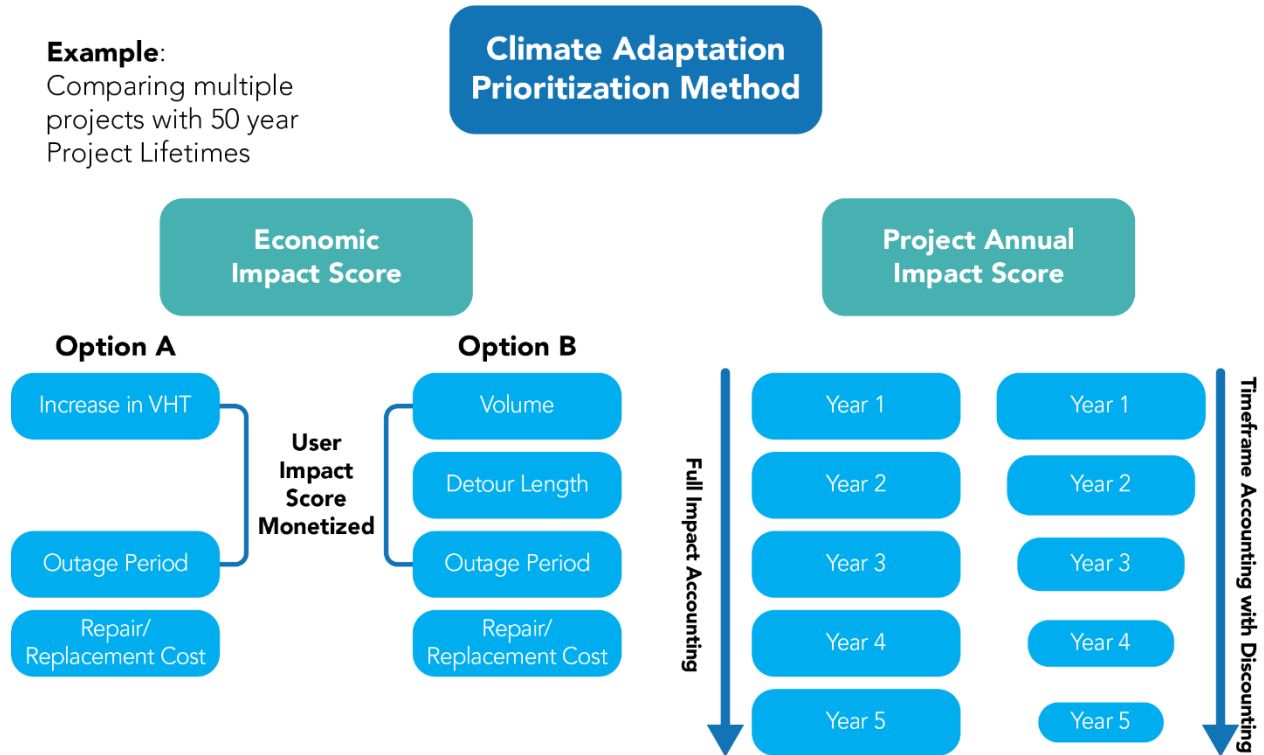 Example:
Comparing multiple
projects with 50 year
Project Lifetimes
Climate Adaptation
Prioritization Method
Economic
Impact Score
Project Annual
Impact Score
Option A
Increase in VHT
Outage Period
Repair/
Replacement Cost
User
Impact
Score
Monetized
Option B
Volume
Detour Length
Outage Period
Repair/
Replacement Cost
Full Impact Accounting
Year 1
Year 2
Year 3
Year 4
Year 5
Year 1
Year 2
Year 3
Year 4
Year 5
Timeframe Accounting with Discounting